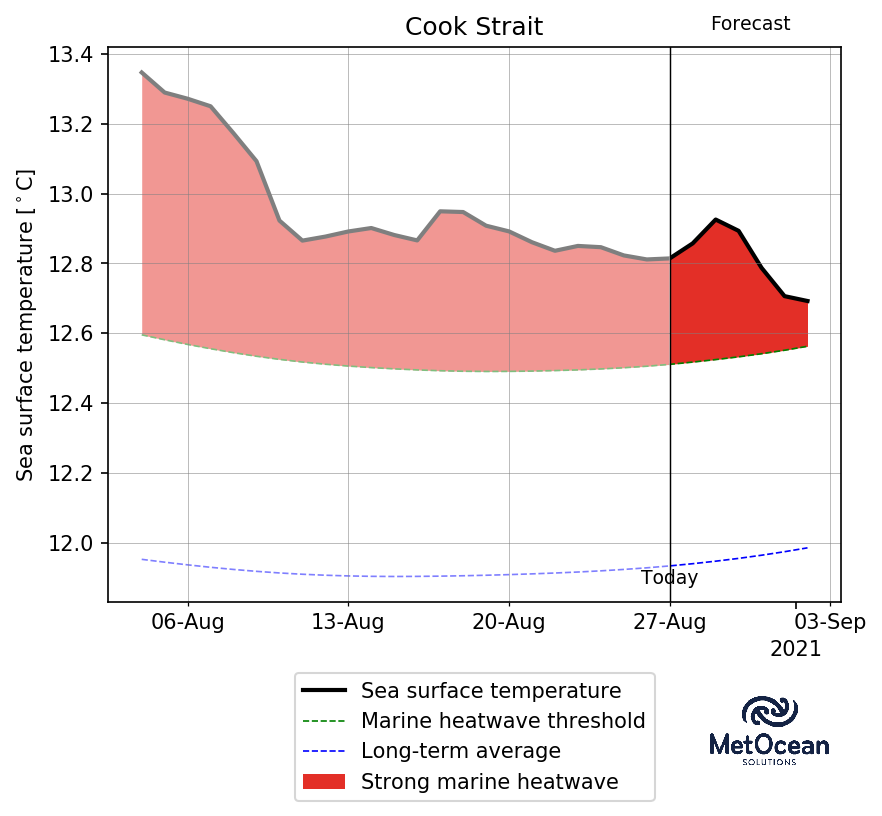 Cook Strait
Forecast
Sea surface temperature [°C]
13.4
13.2
13.0
12.8
12.6
12.4
12.2
12.0
Today
06-Aug
13-Aug
20-Aug
27-Aug
03-Sep
2021
Sea surface temperature
Marine heatwave threshold
Long-term average
Strong marine heatwave
MetOcean
SOLUTIONS